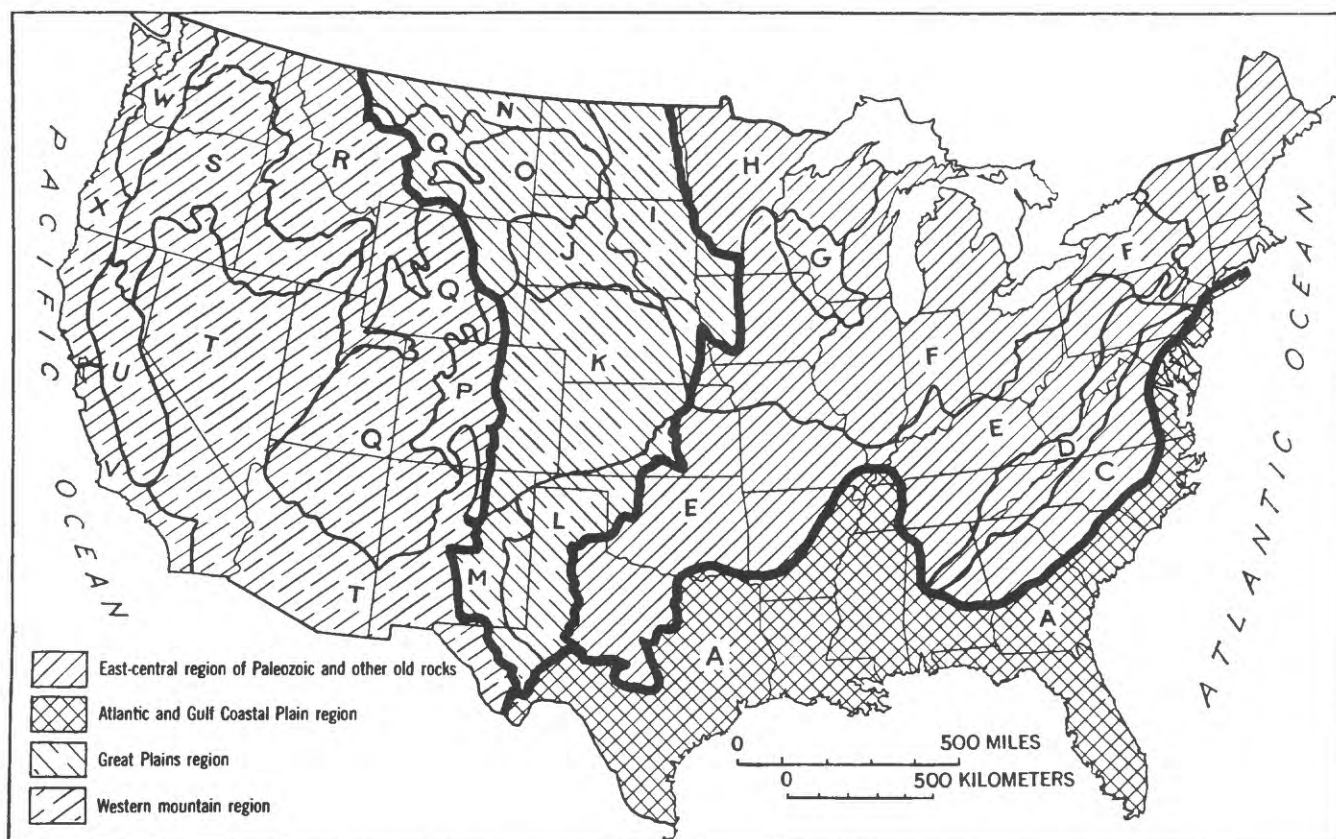 W
N
Q
H
R
O
S
B
X
I
J
G
F
Q
T
K
F
U
P
Q
E
D
C
V
E
L
M
T
A
A
PACIFIC
OCEAN
ATLANTIC OCEAN
East-central region of Paleozoic and other old rocks
Atlantic and Gulf Coastal Plain region
Great Plains region
Western mountain region
0 500 MILES
0 500 KILOMETERS